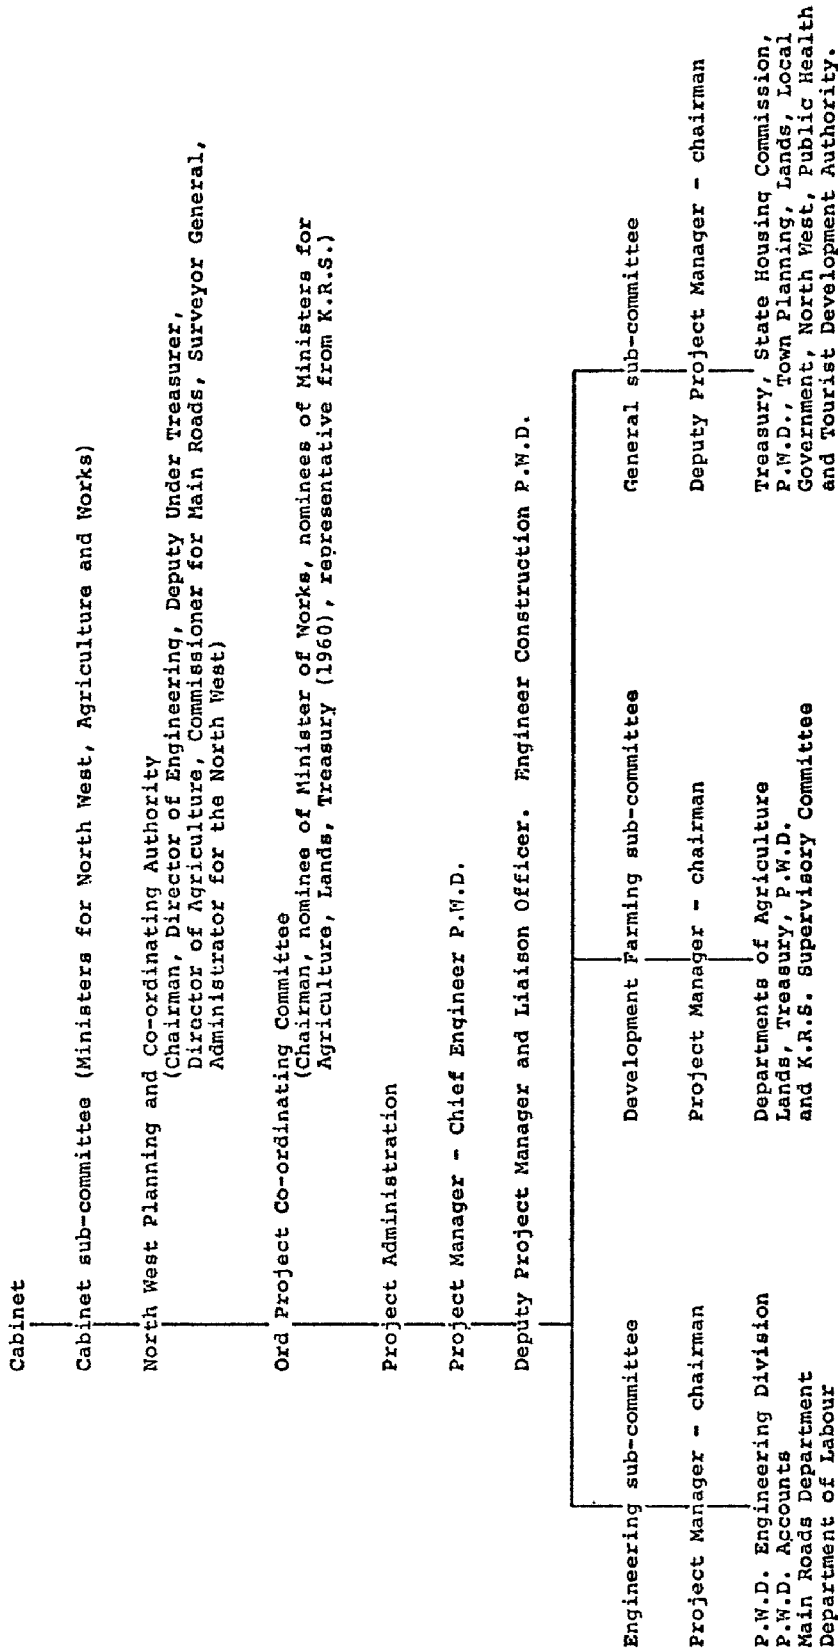 Cabinet
Cabinet sub-committee (Ministers for North West, Agriculture and Works)
North West Planning and Co-ordinating Authority
(Chairman, Director of Engineering, Deputy Under Treasurer,
Director of Agriculture, Commissioner for Main Roads, Surveyor General,
Administrator for the North West)
Ord Project Co-ordinating Committee
(Chairman, nominee of Minister of Works, nominees of Ministers for
Agriculture, Lands, Treasury (1960), representative from K.R.S.)
Project Administration
Project Manager - Chief Engineer P.W.D.
Deputy Project Manager and Liaison Officer. Engineer Construction P.W.D.
Engineering sub-committee
Project Manager - chairman
P.W.D. Engineering Division
P.W.D. Accounts
Main Roads Department
Department of Labour
Development Farming sub-committee
Project Manager - chairman
Departments of Agriculture
Lands, Treasury, P.W.D.
and K.R.S. Supervisory Committee
General sub-committee
Deputy Project Manager - chairman
Treasury, State Housing Commission,
P.W.D., Town Planning, Lands, Local
Government, North West, Public Health
and Tourist Development Authority.